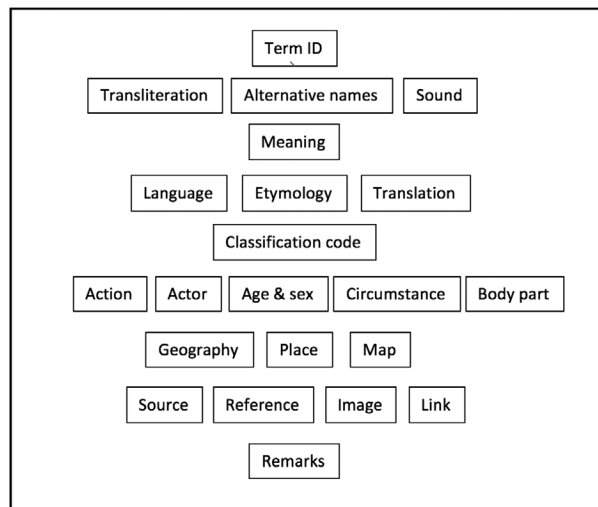 Term ID
Transliteration Alternative names Sound
Meaning
Language Etymology Translation
Classification code
Action Actor Age & sex Circumstance Body part
Geography Place Map
Source Reference Image Link
Remarks